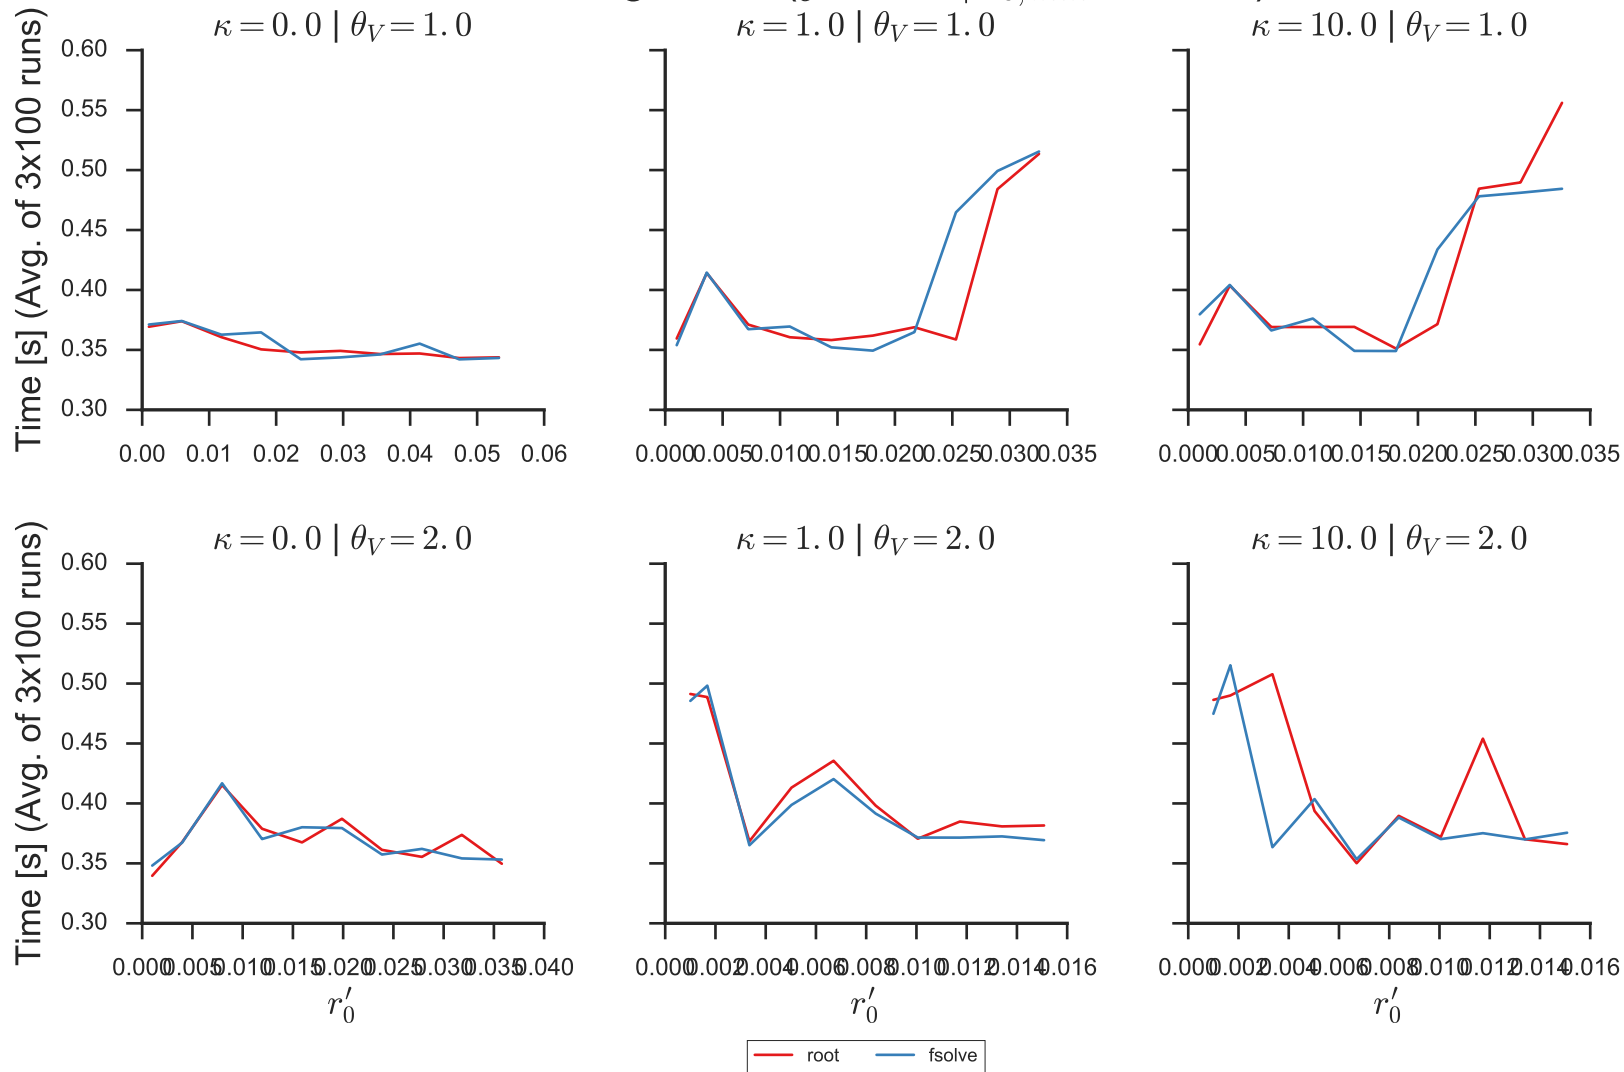 κ = 0.0 | θ_V = 1.0
κ = 1.0 | θ_V = 1.0
κ = 10.0 | θ_V = 1.0
Time [s] (Avg. of 3x100 runs)
0.60
0.55
0.50
0.45
0.40
0.35
0.30
0.00 0.01 0.02 0.03 0.04 0.05 0.06
0.000 0.005 0.010 0.015 0.020 0.025 0.030 0.035
0.000 0.005 0.010 0.015 0.020 0.025 0.030 0.035
κ = 0.0 | θ_V = 2.0
κ = 1.0 | θ_V = 2.0
κ = 10.0 | θ_V = 2.0
Time [s] (Avg. of 3x100 runs)
0.60
0.55
0.50
0.45
0.40
0.35
0.30
0.000 0.005 0.010 0.015 0.020 0.025 0.030 0.035 0.040
0.000 0.002 0.004 0.006 0.008 0.010 0.012 0.014 0.016
0.000 0.002 0.004 0.006 0.008 0.010 0.012 0.014 0.016
r′₀
r′₀
r′₀
root
fsolve